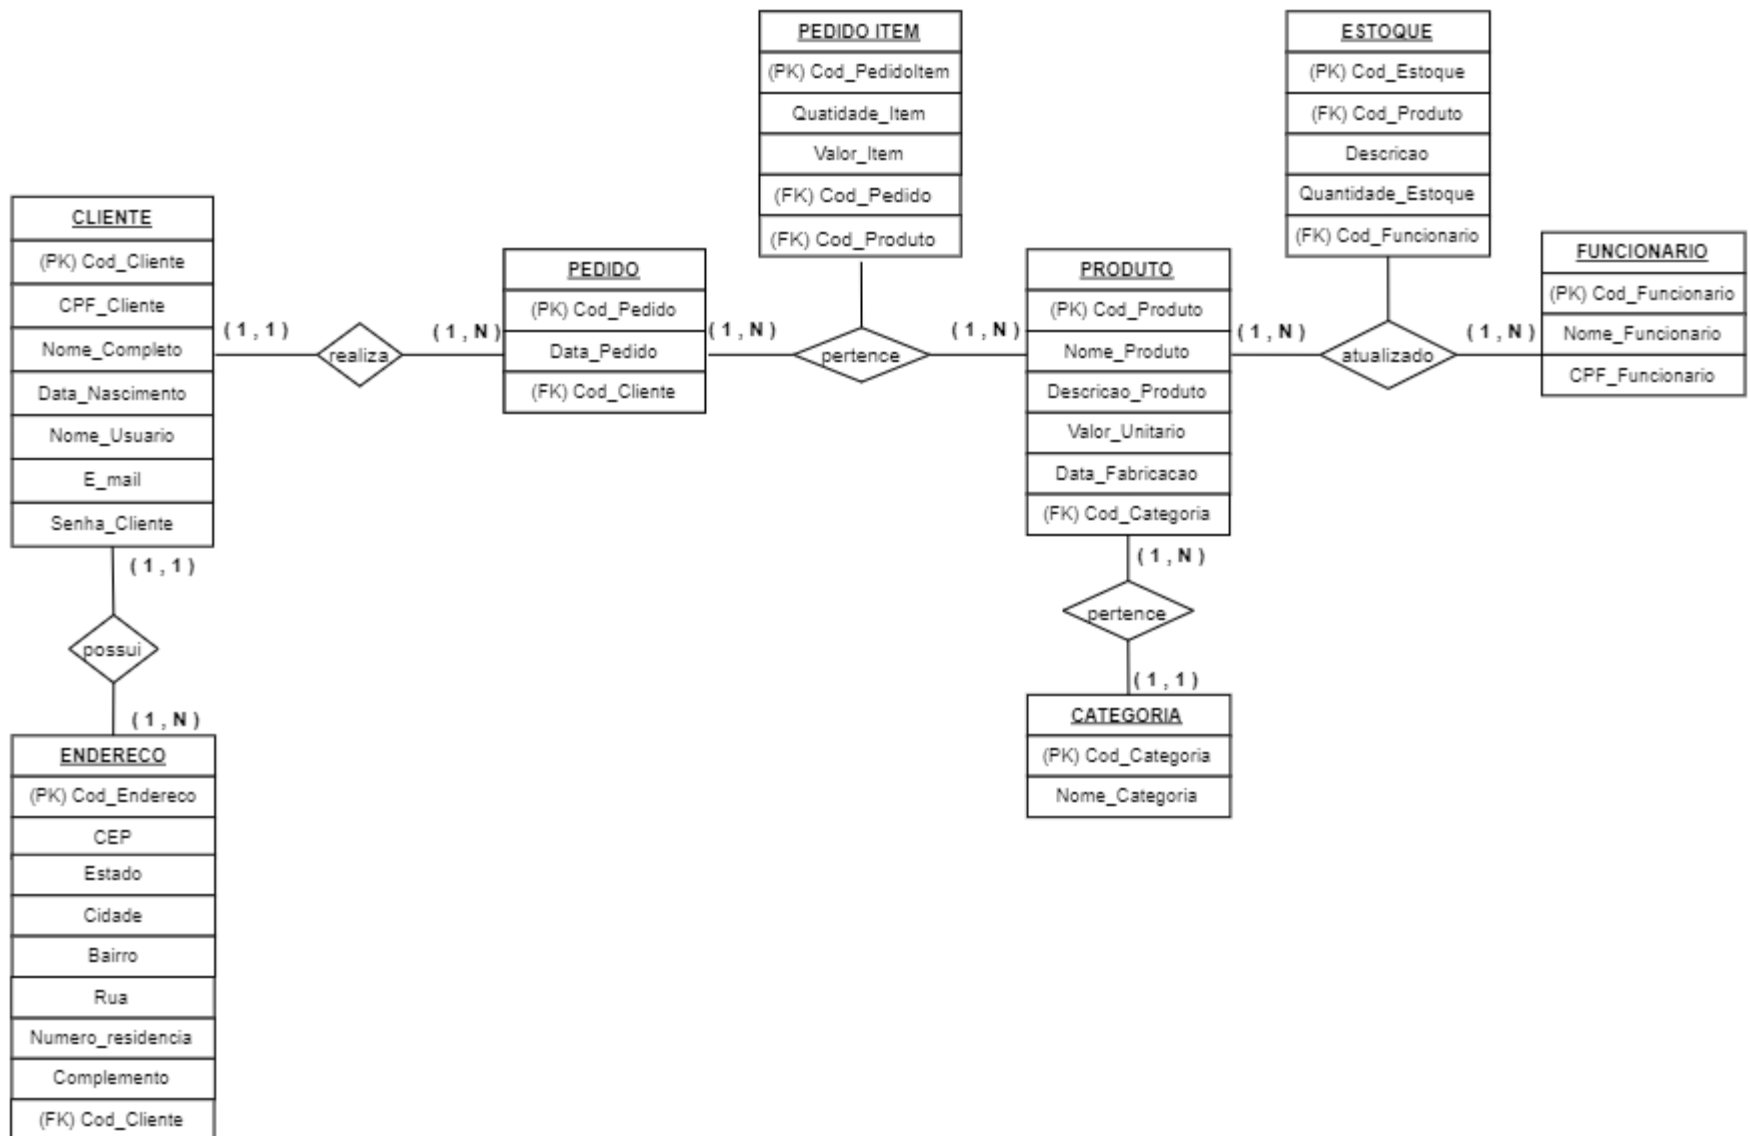 CLIENTE
(PK) Cod_Cliente
CPF_Cliente
Nome_Completo
Data_Nascimento
Nome_Usuario
E_mail
Senha_Cliente
(1,1)
realiza
(1,N)
(1,1)
possui
(1,N)
ENDERECO
(PK) Cod_Endereco
CEP
Estado
Cidade
Bairro
Rua
Numero_residencia
Complemento
(FK) Cod_Cliente
PEDIDO
(PK) Cod_Pedido
Data_Pedido
(FK) Cod_Cliente
(1,N)
pertence
(1,N)
PEDIDO ITEM
(PK) Cod_PedidoItem
Quatidade_Item
Valor_Item
(FK) Cod_Pedido
(FK) Cod_Produto
PRODUTO
(PK) Cod_Produto
Nome_Produto
Descricao_Produto
Valor_Unitario
Data_Fabricacao
(FK) Cod_Categoria
(1,N)
pertence
(1,1)
CATEGORIA
(PK) Cod_Categoria
Nome_Categoria
(1,N)
atualizado
(1,N)
ESTOQUE
(PK) Cod_Estoque
(FK) Cod_Produto
Descricao
Quantidade_Estoque
(FK) Cod_Funcionario
FUNCIONARIO
(PK) Cod_Funcionario
Nome_Funcionario
CPF_Funcionario